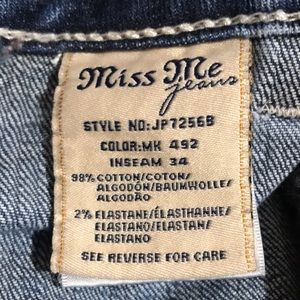 Miss Me
jeans
STYLE NO:JP7256B
COLOR:MK 492
INSEAM 34
98% COTTON/COTON/
ALGODÓN/BAUMWOLLE/
ALGODÃO
2% ELASTANE/ÉLASTHANNE/
ELASTANO/ELASTAN/
ELASTANO
SEE REVERSE FOR CARE